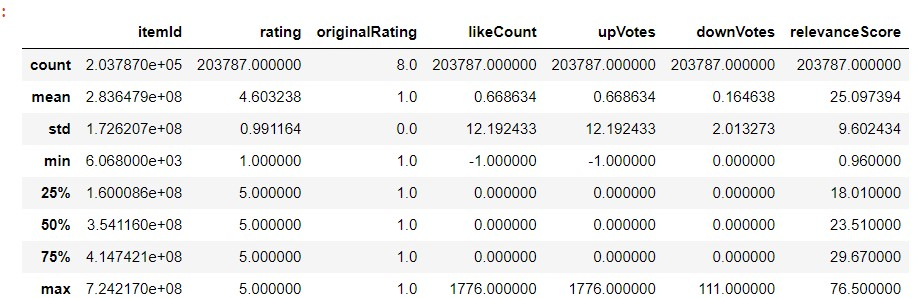 :
itemId rating originalRating likeCount upVotes downVotes relevanceScore
count 2.037870e+05 203787.000000 8.0 203787.000000 203787.000000 203787.000000 203787.000000
mean 2.836479e+08 4.603238 1.0 0.668634 0.668634 0.164638 25.097394
std 1.726207e+08 0.991164 0.0 12.192433 12.192433 2.013273 9.602434
min 6.068000e+03 1.000000 1.0 -1.000000 -1.000000 0.000000 0.960000
25% 1.600086e+08 5.000000 1.0 0.000000 0.000000 0.000000 18.010000
50% 3.541160e+08 5.000000 1.0 0.000000 0.000000 0.000000 23.510000
75% 4.147421e+08 5.000000 1.0 0.000000 0.000000 0.000000 29.670000
max 7.242170e+08 5.000000 1.0 1776.000000 1776.000000 111.000000 76.500000